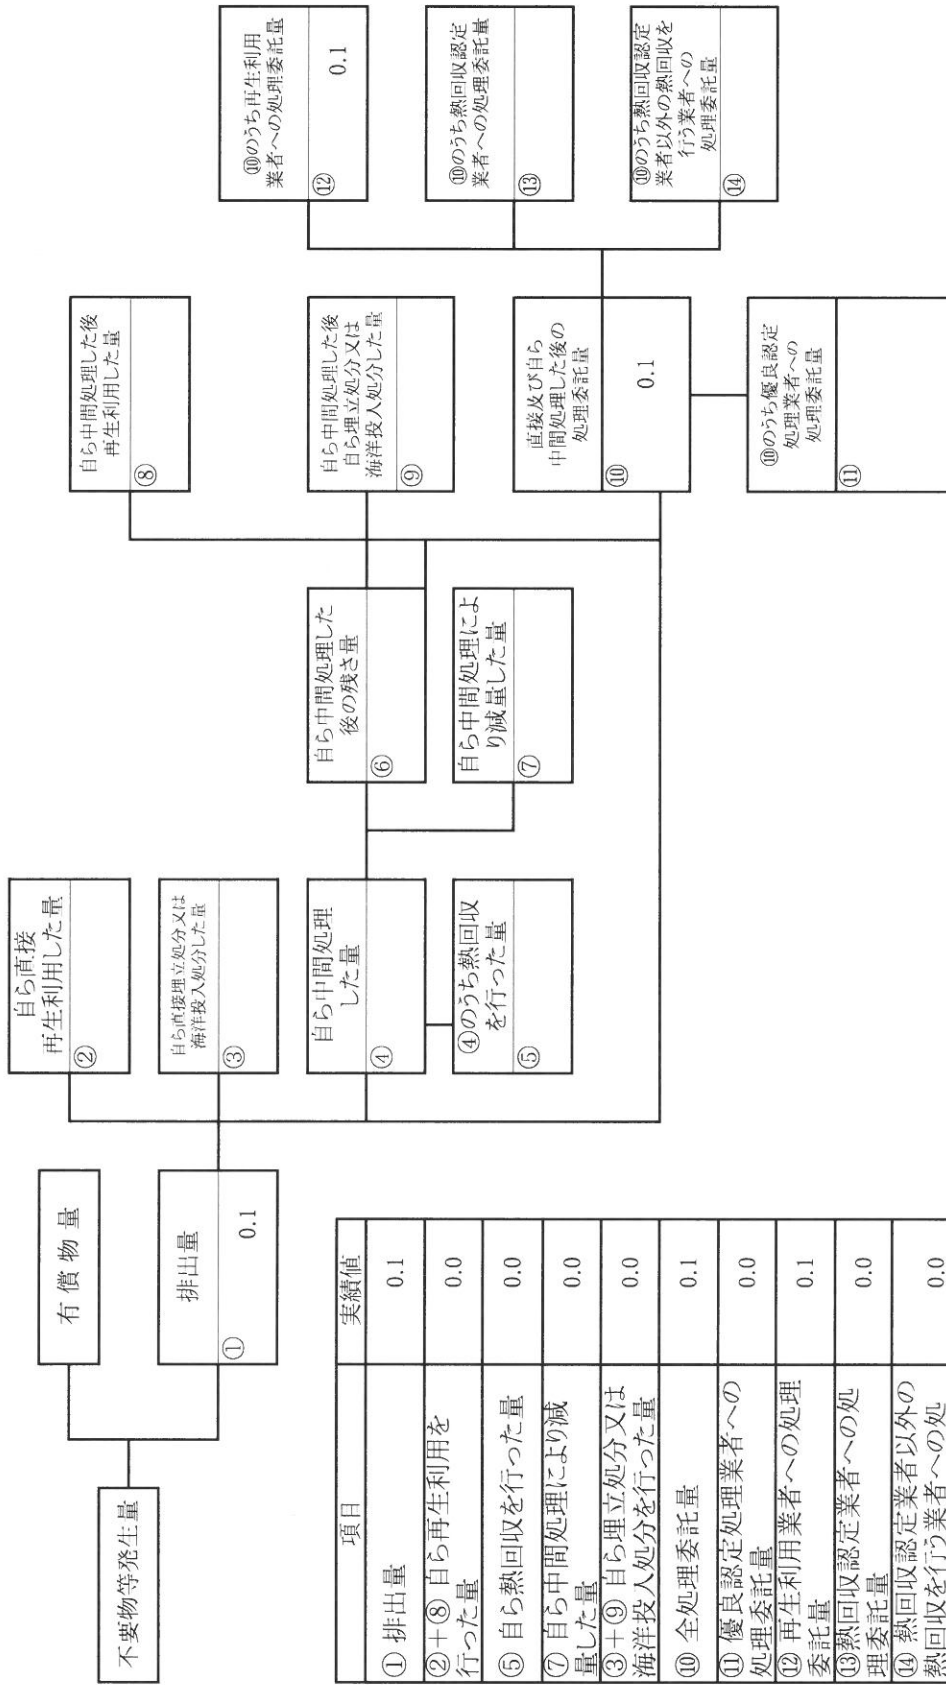 不要物等発生量
有償物量
排出量
①
0.1
自ら直接
再生利用した量
②
自ら直接埋立処分又は
海洋投入処分した量
③
自ら中間処理
した量
④
④のうち熱回収
を行った量
⑤
自ら中間処理した
後の残さ量
⑥
自ら中間処理によ
り減量した量
⑦
自ら中間処理した後
再生利用した量
⑧
自ら中間処理した後
自ら埋立処分又は
海洋投入処分した量
⑨
直接及び自ら
中間処理した後の
処理委託量
⑩
0.1
⑩のうち優良認定
処理業者への
処理委託量
⑪
⑩のうち再生利用
業者への処理委託量
⑫
0.1
⑩のうち熱回収認定
業者への処理委託量
⑬
⑩のうち熱回収認定
業者以外の熱回収を
行う業者への
処理委託量
⑭
項目 実績値
① 排出量 0.1
②+⑧ 自ら再生利用を
行った量 0.0
⑤ 自ら熱回収を行った量 0.0
⑦ 自ら中間処理により減
量した量 0.0
③+⑨ 自ら埋立処分又は
海洋投入処分を行った量 0.0
⑩ 全処理委託量 0.1
⑪ 優良認定処理業者への
処理委託量 0.0
⑫ 再生利用業者への処理
委託量 0.1
⑬熱回収認定業者への処
理委託量 0.0
⑭ 熱回収認定業者以外の
熱回収を行う業者への処 0.0